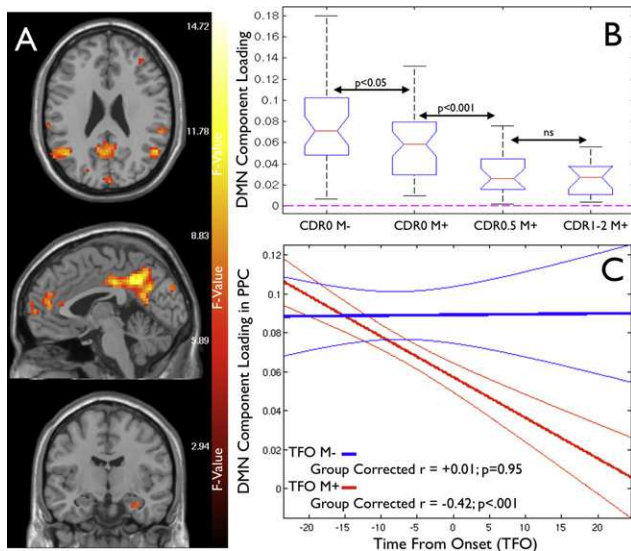 A
14.72
F-Value
11.78
F-Value
8.83
F-Value
5.89
F-Value
2.94
F-Value
B
DMN Component Loading
0.18
0.16
0.14
0.12
0.1
0.08
0.06
0.04
0.02
0
p<0.05
p<0.001
ns
CDR0 M-
CDR0 M+
CDR0.5 M+
CDR1-2 M+
C
DMN Component Loading in PPC
0.12
0.1
0.08
0.06
0.04
0.02
0
TFO M-
Group Corrected r = +0.01; p=0.95
TFO M+
Group Corrected r = -0.42; p<.001
-20
-15
-10
-5
0
5
10
15
20
Time From Onset (TFO)